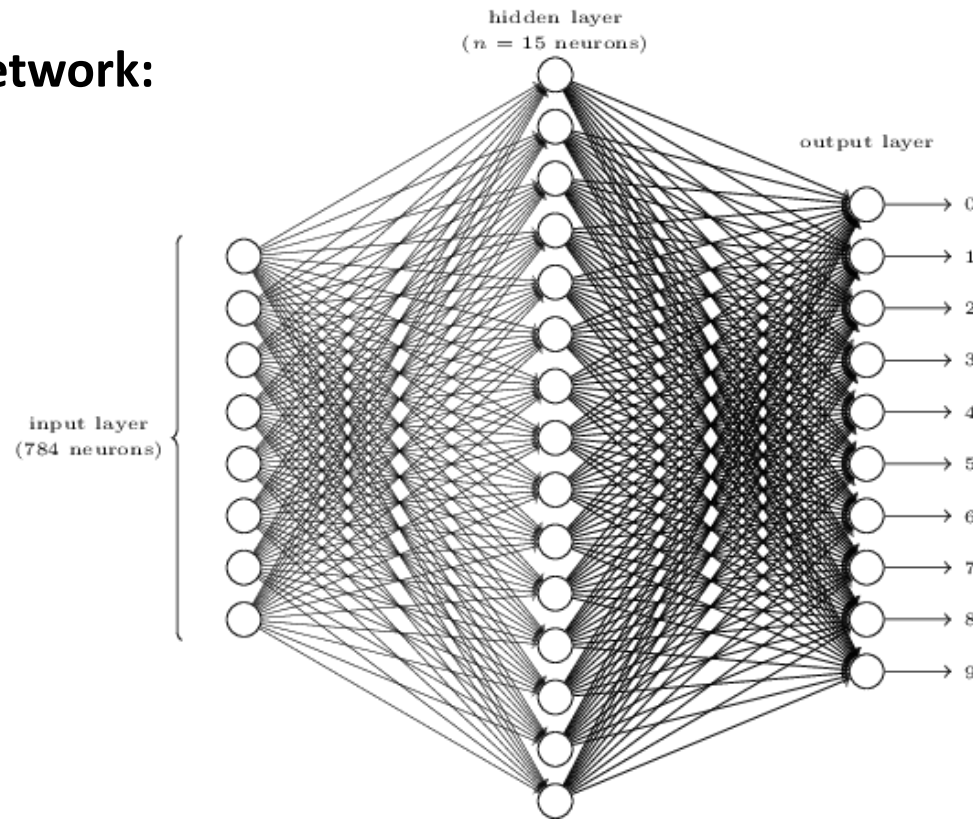 etwork:
hidden layer
(n = 15 neurons)
output layer
input layer
(784 neurons)
0
1
2
3
4
5
6
7
8
9